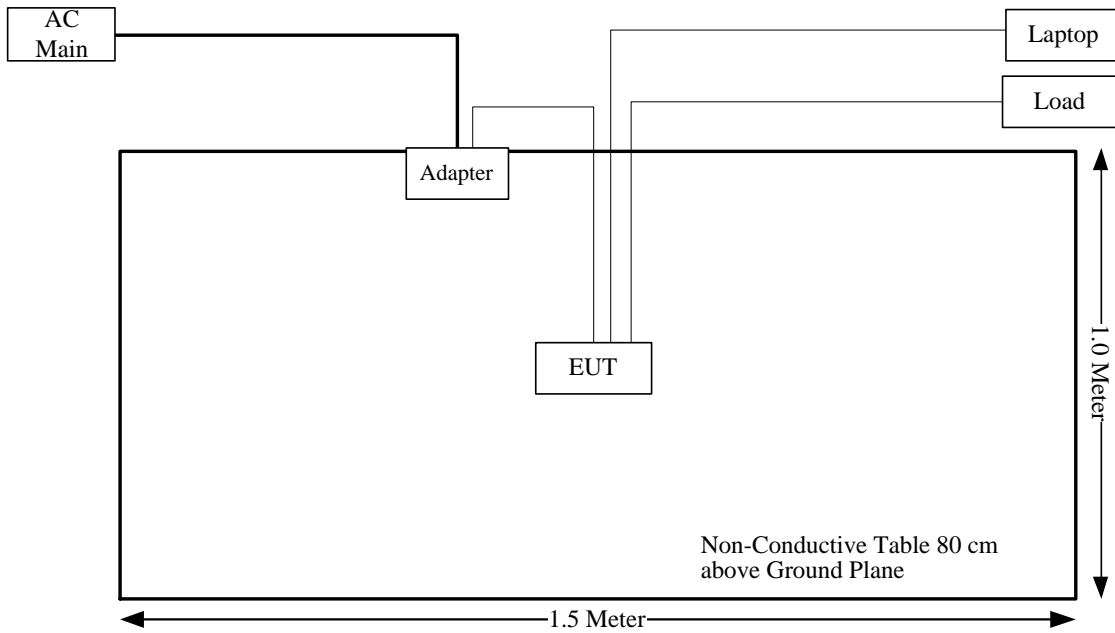 AC
Main
Laptop
Load
Adapter
EUT
1.0 Meter
Non-Conductive Table 80 cm
above Ground Plane
1.5 Meter